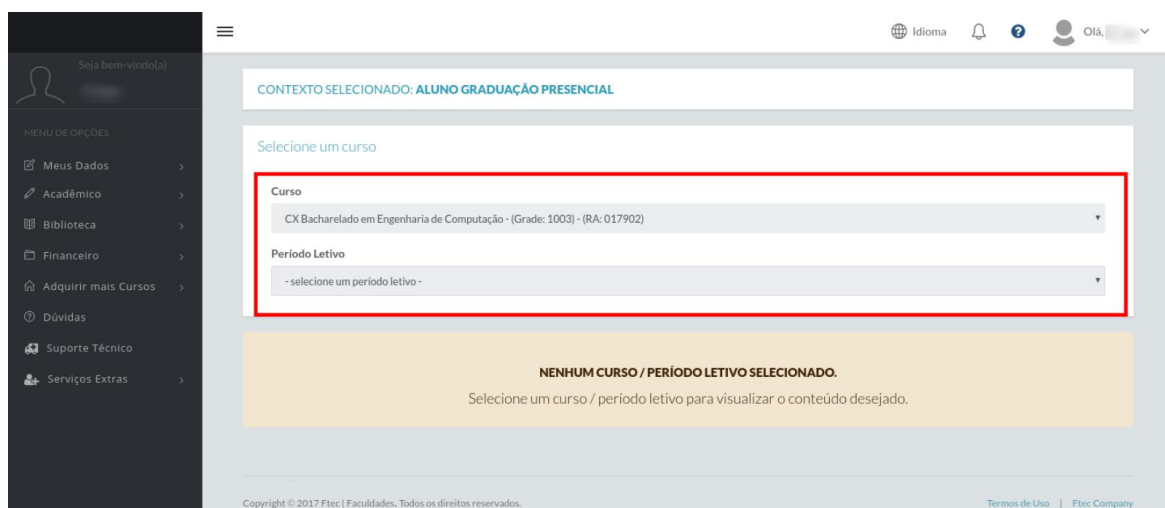 Idioma
Olá,
Seja bem-vindo(a)
CONTEXTO SELECIONADO: ALUNO GRADUAÇÃO PRESENCIAL
MENU DE OPÇÕES
Meus Dados
Acadêmico
Biblioteca
Financeiro
Adquirir mais Cursos
Dúvidas
Suporte Técnico
Serviços Extras
Selecione um curso
Curso
CX Bacharelado em Engenharia de Computação - (Grade: 1003) - (RA: 017902)
Período Letivo
- selecione um período letivo -
NENHUM CURSO / PERÍODO LETIVO SELECIONADO.
Selecione um curso / período letivo para visualizar o conteúdo desejado.
Copyright © 2017 Ftec | Faculdades. Todos os direitos reservados.
Termos de Uso | Ftec Company